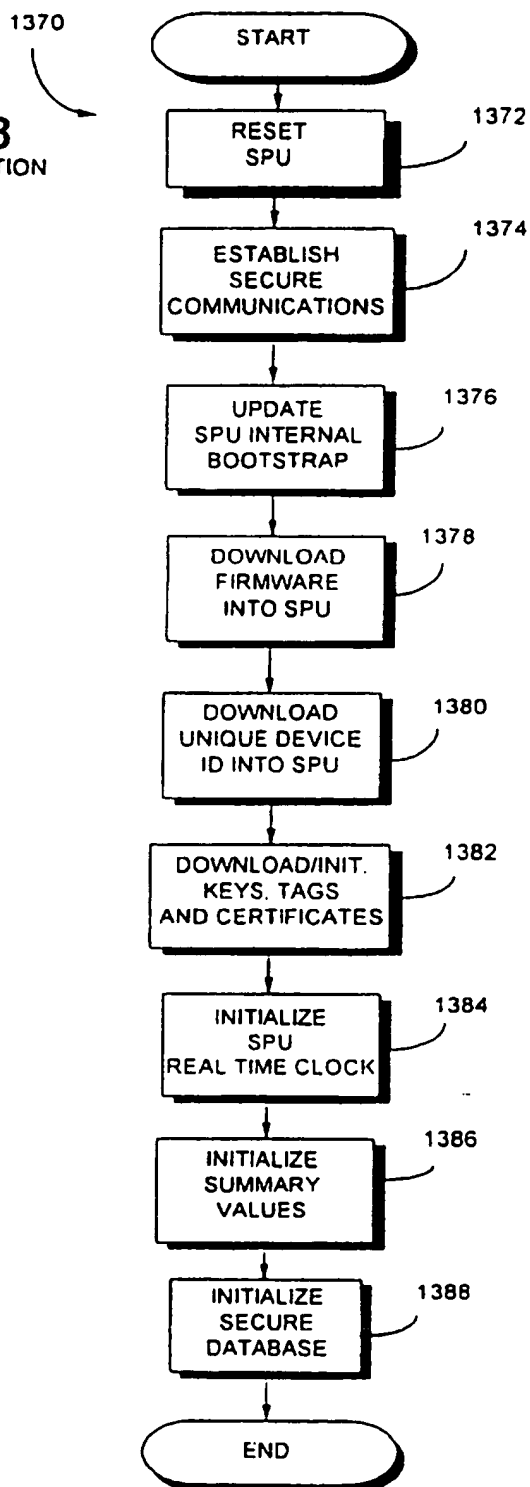 1370
START
8
TION
RESET
SPU
1372
ESTABLISH
SECURE
COMMUNICATIONS
1374
UPDATE
SPU INTERNAL
BOOTSTRAP
1376
DOWNLOAD
FIRMWARE
INTO SPU
1378
DOWNLOAD
UNIQUE DEVICE
ID INTO SPU
1380
DOWNLOAD/INIT.
KEYS, TAGS
AND CERTIFICATES
1382
INITIALIZE
SPU
REAL TIME CLOCK
1384
INITIALIZE
SUMMARY
VALUES
1386
INITIALIZE
SECURE
DATABASE
1388
END